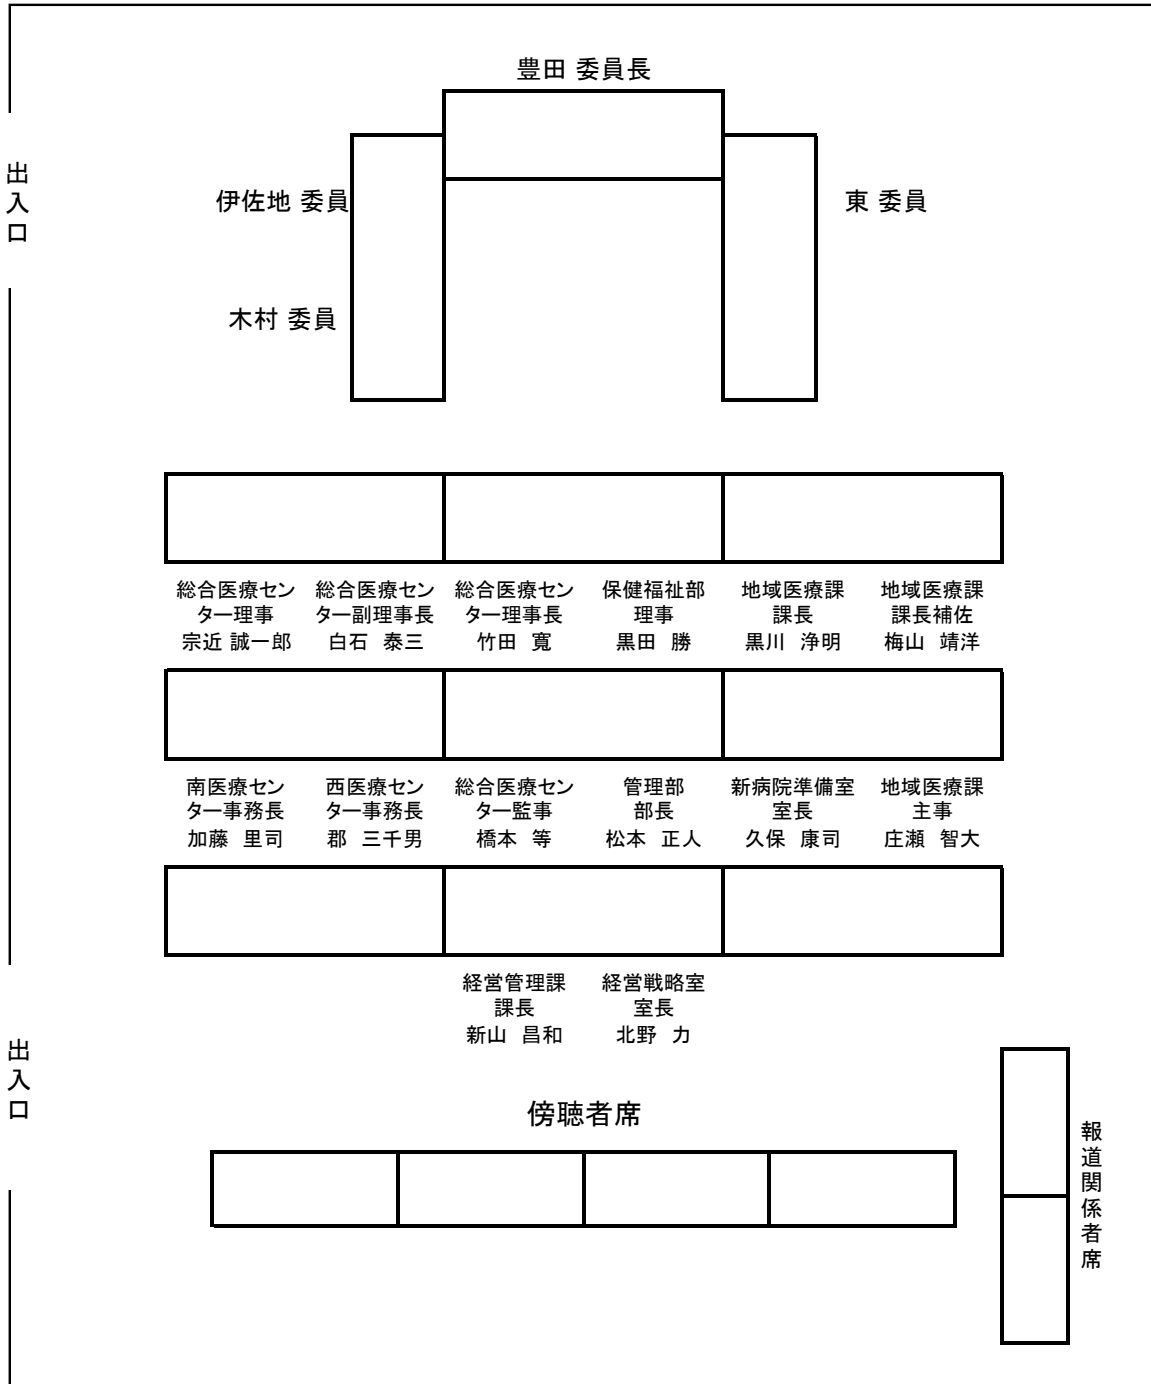 豊田 委員長
出入口
伊佐地 委員
東 委員
木村 委員
総合医療セン
ター理事
宗近 誠一郎
総合医療セン
ター副理事長
白石 泰三
総合医療セン
ター理事長
竹田 寛
保健福祉部
理事
黒田 勝
地域医療課
課長
黒川 浄明
地域医療課
課長補佐
梅山 靖洋
南医療セン
ター事務長
加藤 里司
西医療セン
ター事務長
郡 三千男
総合医療セン
ター監事
橋本 等
管理部
部長
松本 正人
新病院準備室
室長
久保 康司
地域医療課
主事
庄瀬 智大
経営管理課
課長
新山 昌和
経営戦略室
室長
北野 力
出入口
傍聴者席
報道関係者席